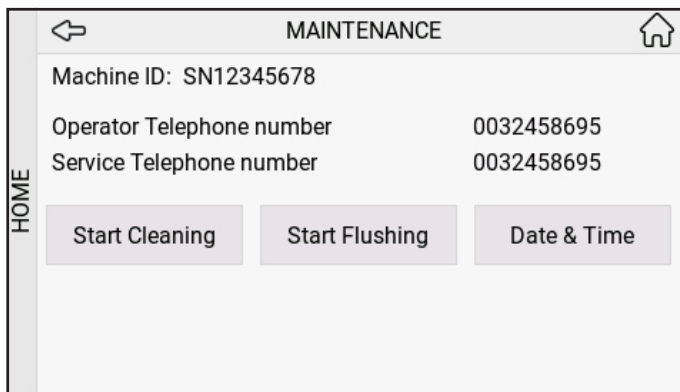 MAINTENANCE
HOME
Machine ID: SN12345678
Operator Telephone number 0032458695
Service Telephone number 0032458695
Start Cleaning Start Flushing Date & Time